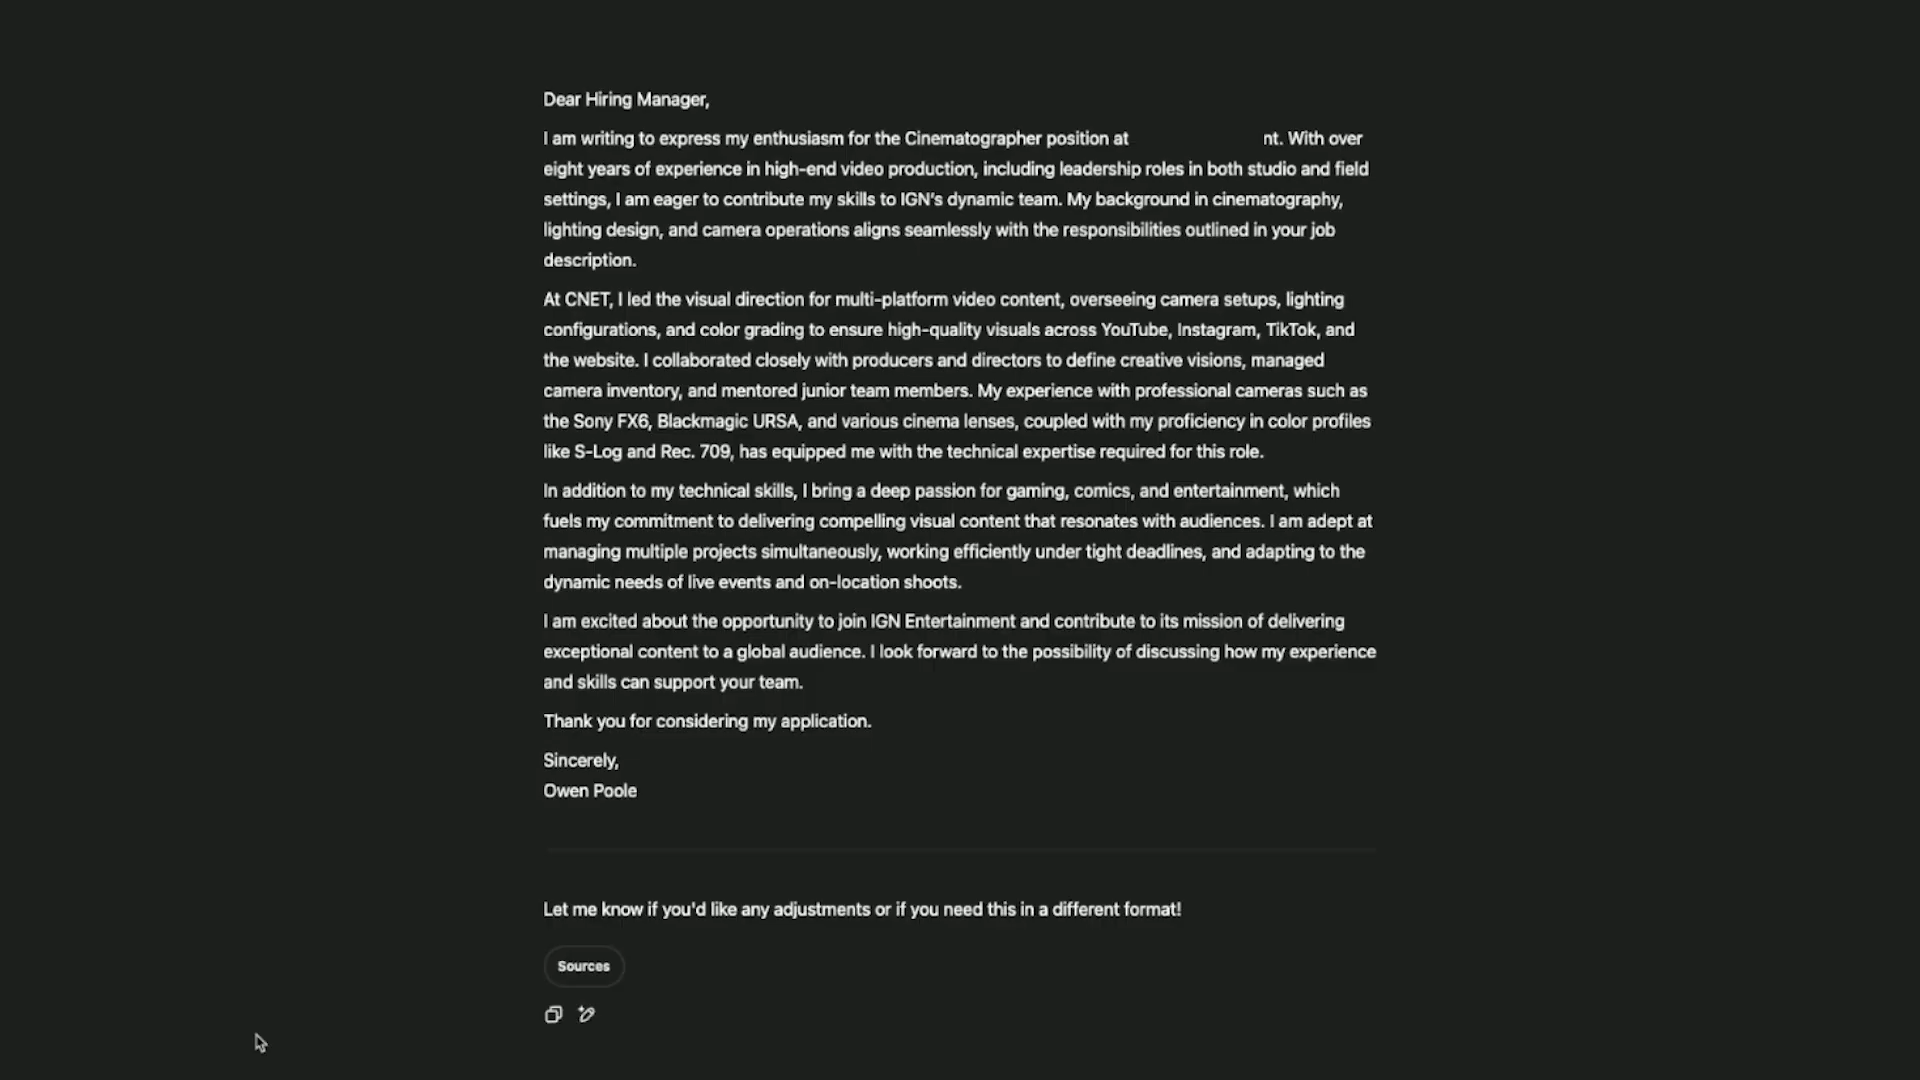 Dear Hiring Manager,
I am writing to express my enthusiasm for the Cinematographer position at nt. With over
eight years of experience in high-end video production, including leadership roles in both studio and field
settings, I am eager to contribute my skills to IGN's dynamic team. My background in cinematography,
lighting design, and camera operations aligns seamlessly with the responsibilities outlined in your job
description.
At CNET, I led the visual direction for multi-platform video content, overseeing camera setups, lighting
configurations, and color grading to ensure high-quality visuals across YouTube, Instagram, TikTok, and
the website. I collaborated closely with producers and directors to define creative visions, managed
camera inventory, and mentored junior team members. My experience with professional cameras such as
the Sony FX6, Blackmagic URSA, and various cinema lenses, coupled with my proficiency in color profiles
like S-Log and Rec. 709, has equipped me with the technical expertise required for this role.
In addition to my technical skills, I bring a deep passion for gaming, comics, and entertainment, which
fuels my commitment to delivering compelling visual content that resonates with audiences. I am adept at
managing multiple projects simultaneously, working efficiently under tight deadlines, and adapting to the
dynamic needs of live events and on-location shoots.
I am excited about the opportunity to join IGN Entertainment and contribute to its mission of delivering
exceptional content to a global audience. I look forward to the possibility of discussing how my experience
and skills can support your team.
Thank you for considering my application.
Sincerely,
Owen Poole
Let me know if you'd like any adjustments or if you need this in a different format!
Sources